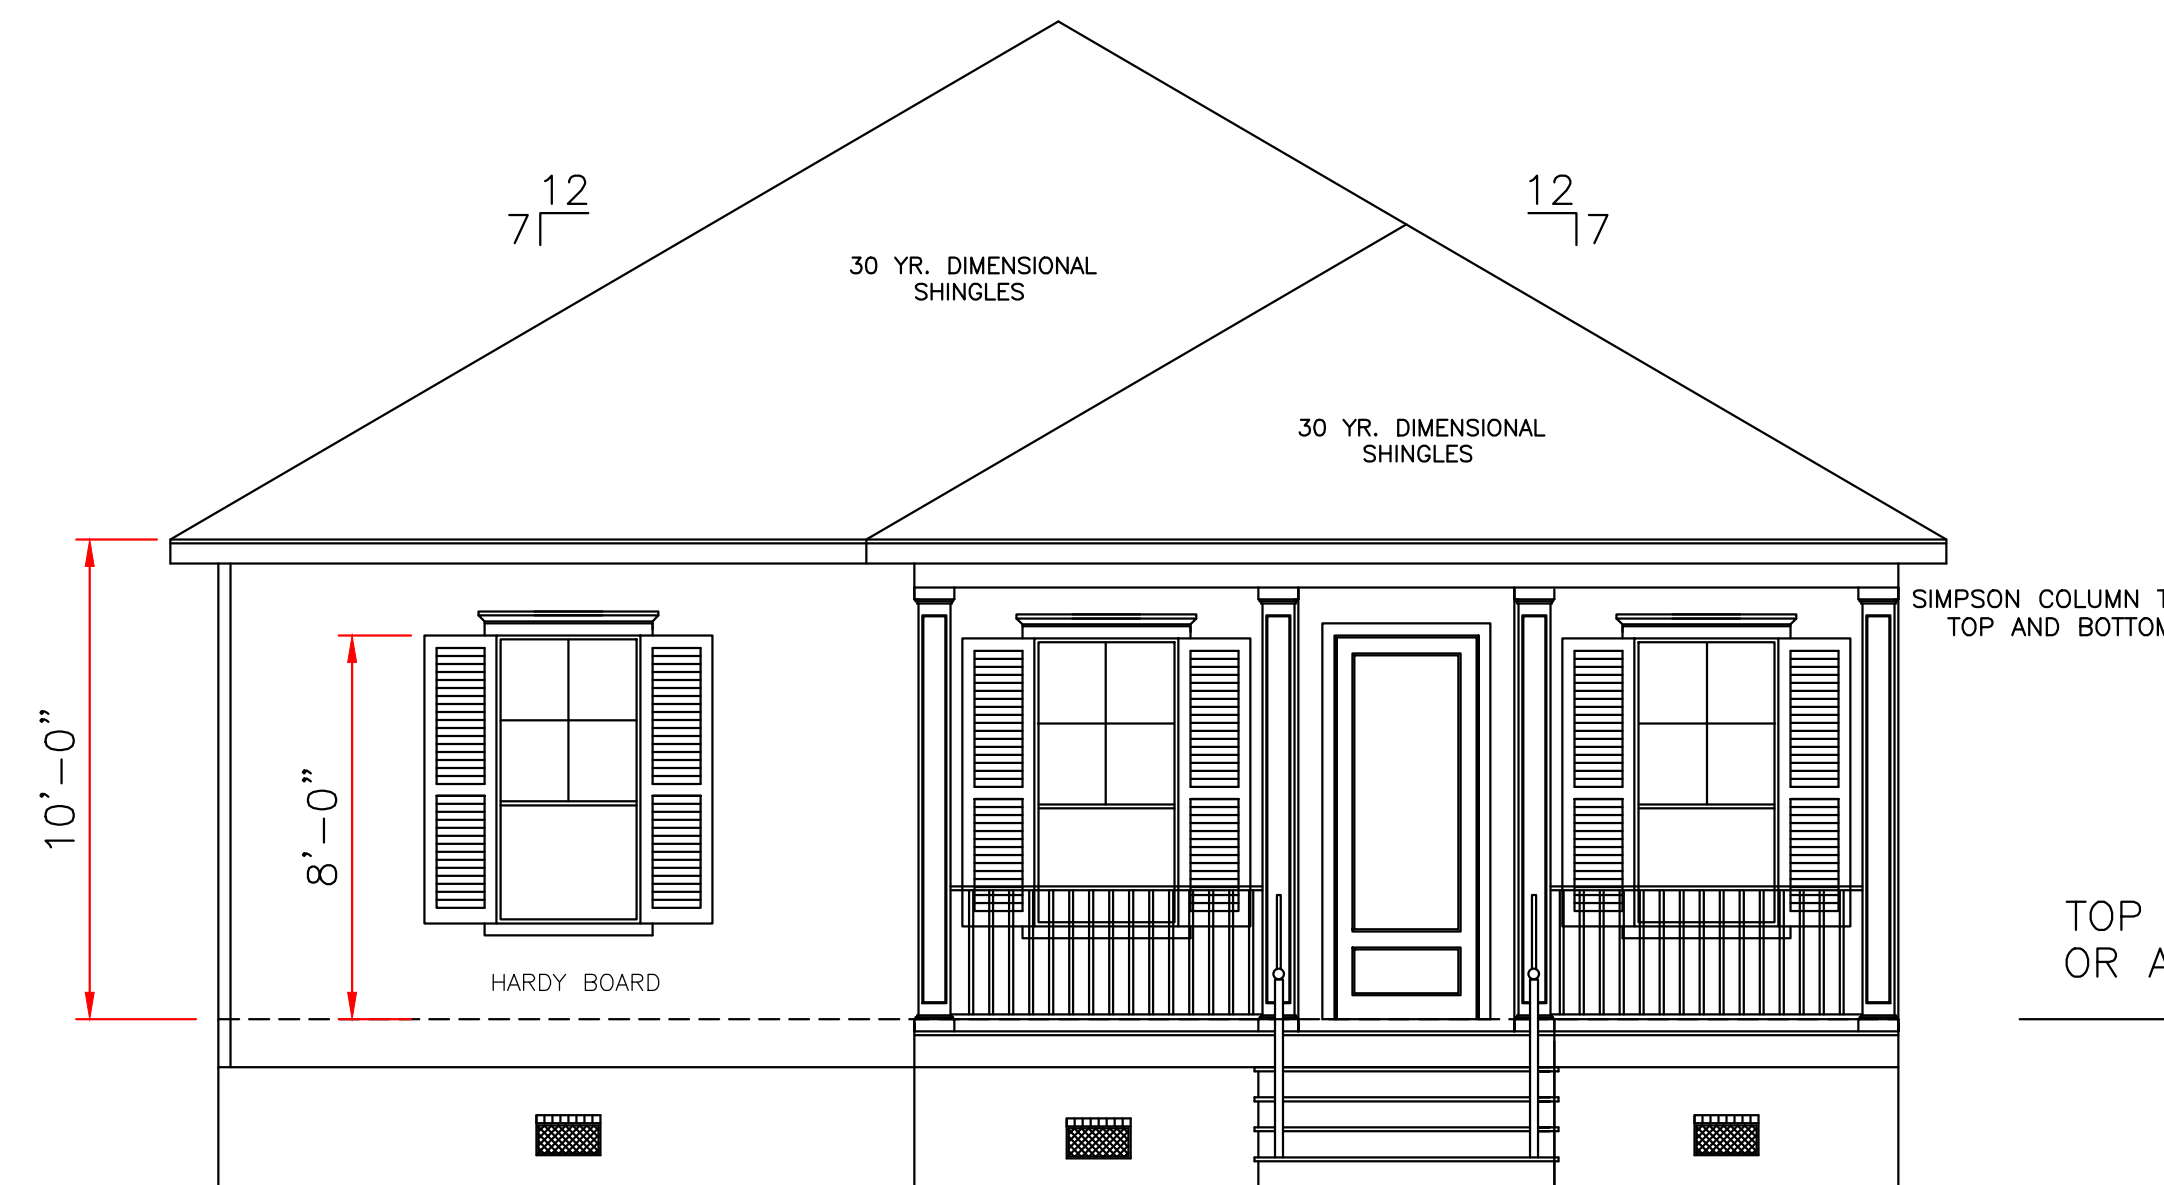 12
7
12
7
30 YR. DIMENSIONAL
SHINGLES
30 YR. DIMENSIONAL
SHINGLES
SIMPSON COLUMN
TOP AND
10'-0"
8'-0"
HARDY BOARD
TOP
OR